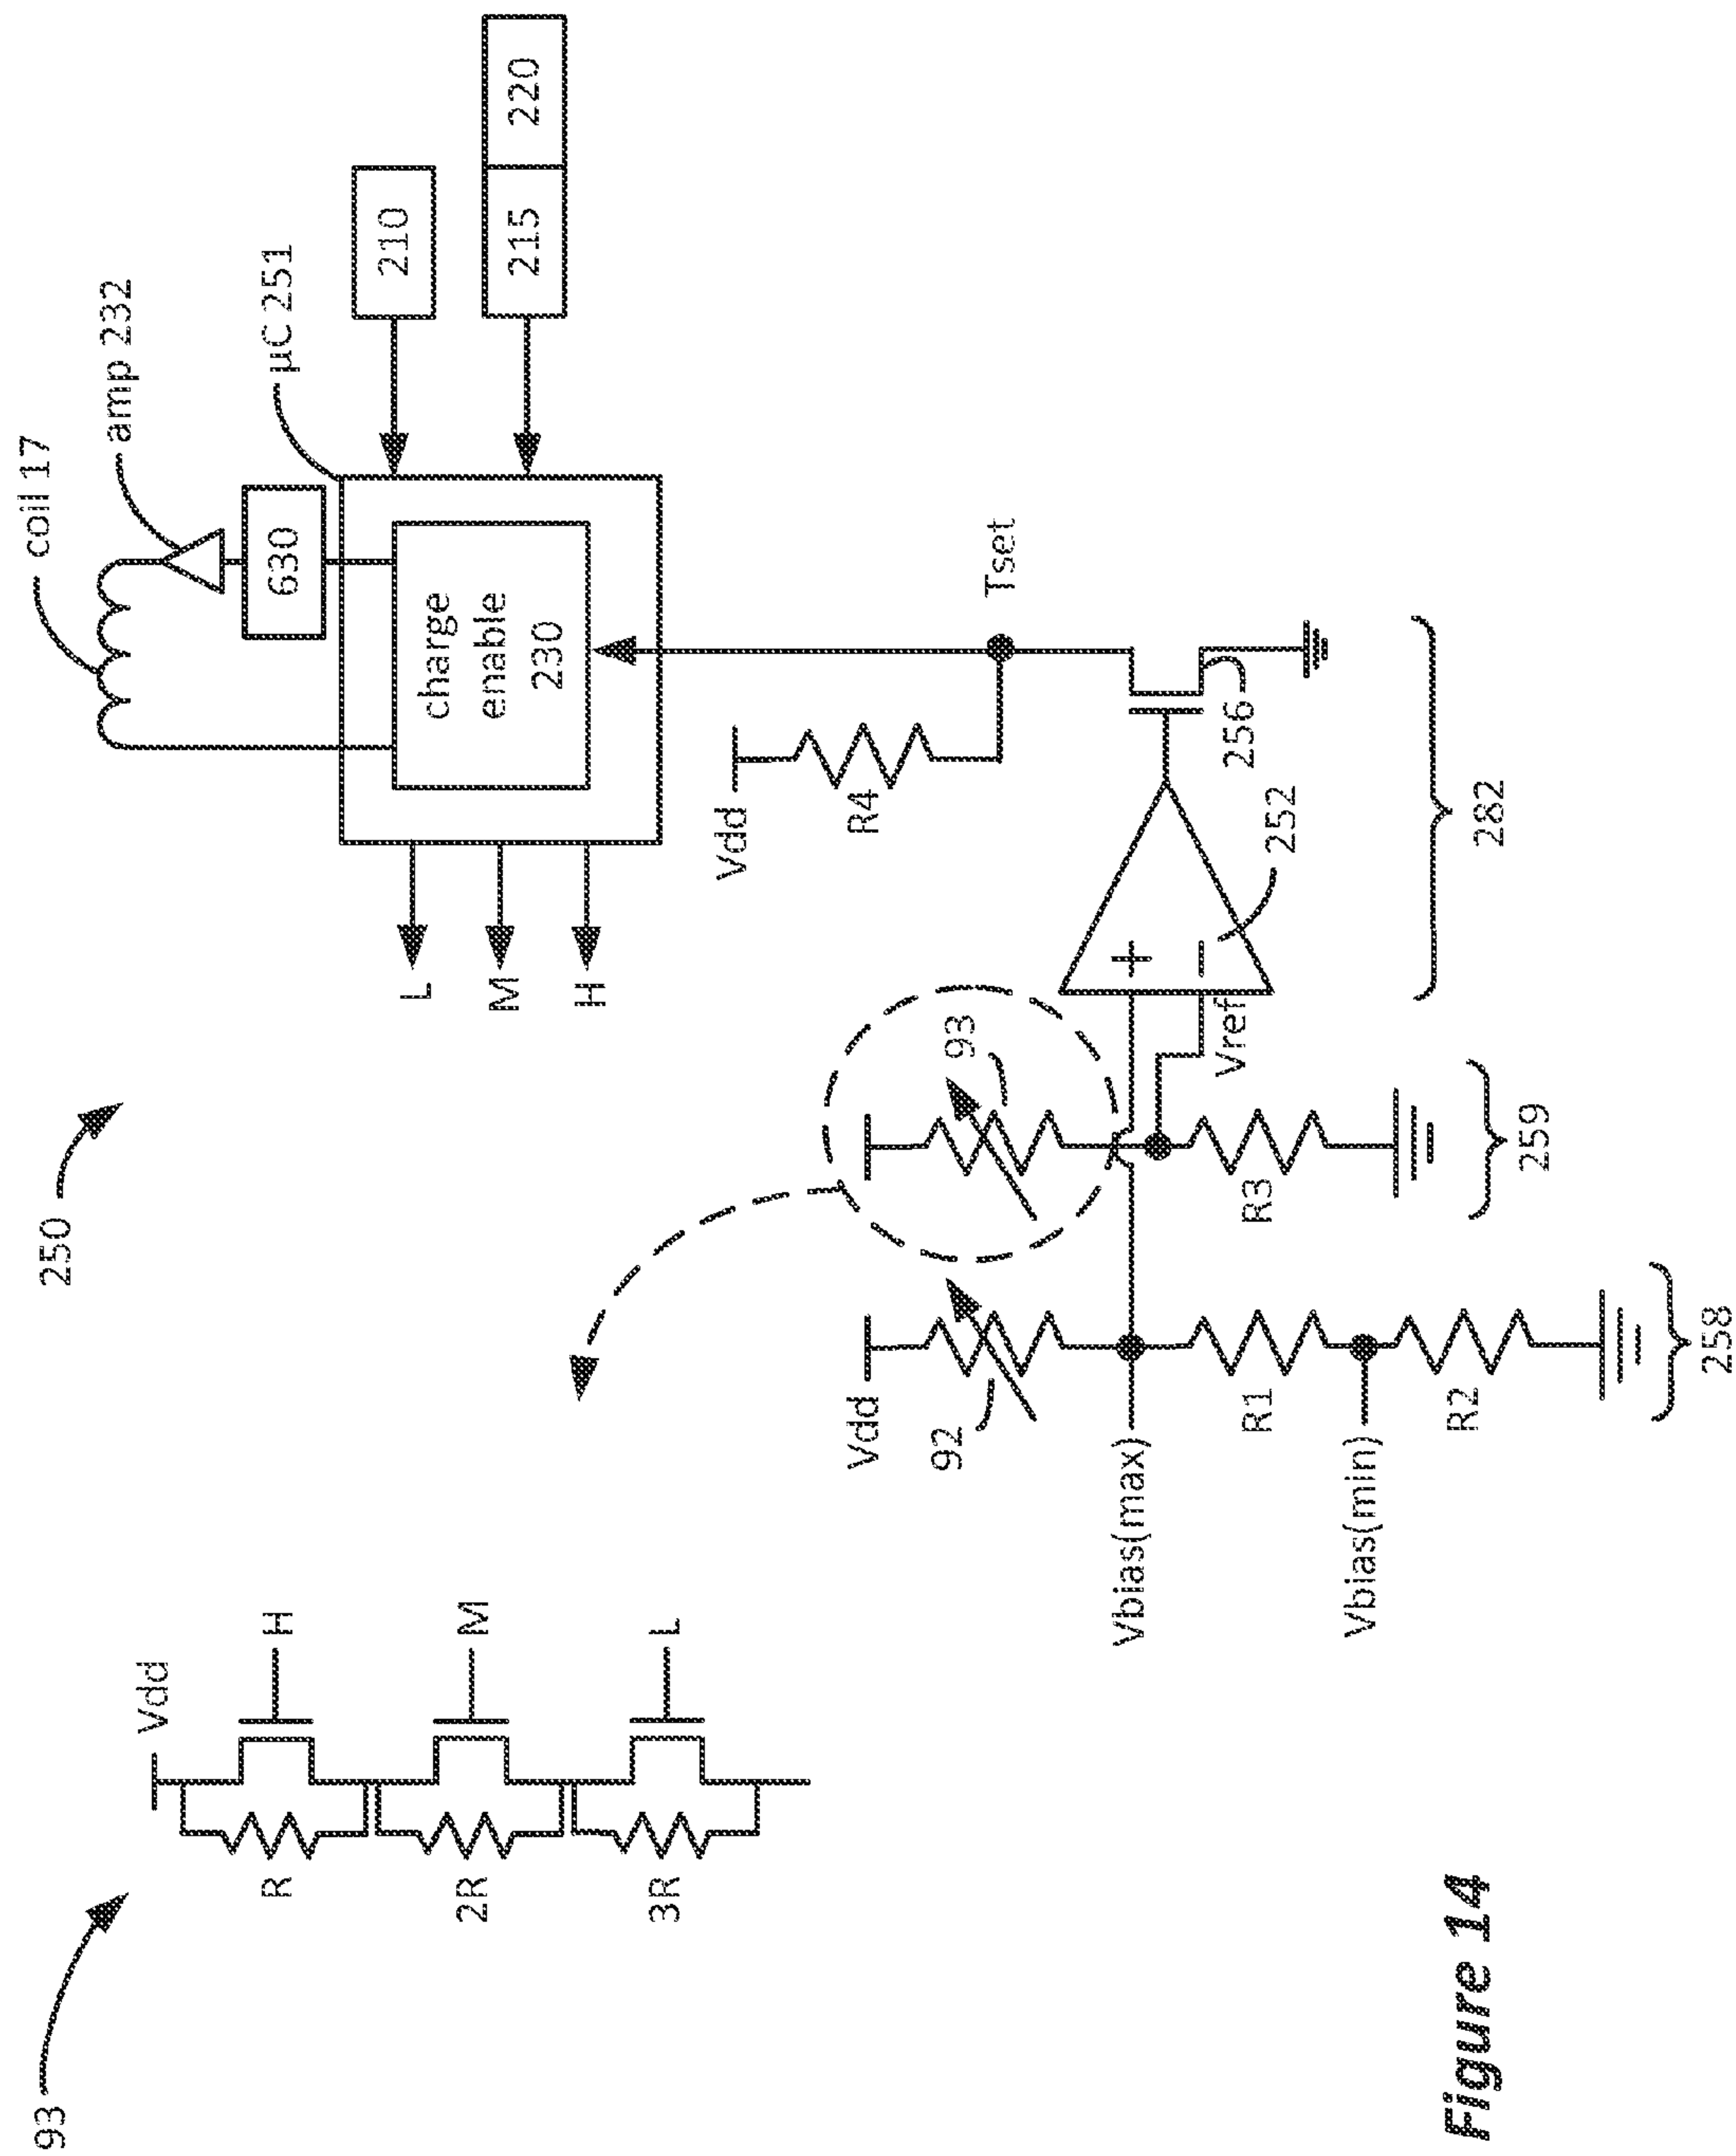 250
coil 17
amp 232
630
µC 251
charge
enable
230
210
215
220
L
M
H
Vdd
R4
Tset
93
Vdd
R
H
2R
M
3R
L
Vdd
92
93
Vbias(max)
Vref
+
−
252
256
R1
R3
Vbias(min)
R2
258
259
282
Figure 14